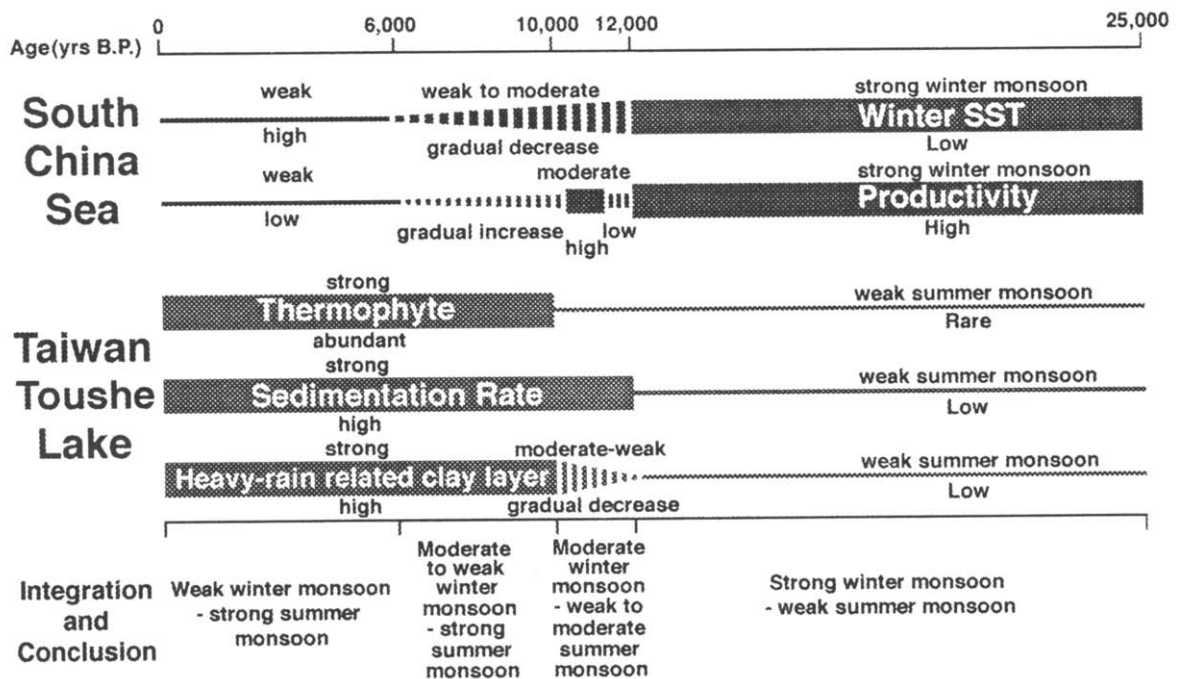 0 6,000 10,000 12,000 25,000
Age(yrs B.P.)
South
China
Sea
weak weak to moderate strong winter monsoon
Winter SST
high gradual decrease Low
weak moderate strong winter monsoon
Productivity
low gradual increase high low High
Taiwan
Toushe
Lake
strong weak summer monsoon
Thermophyte
abundant Rare
strong weak summer monsoon
Sedimentation Rate
high Low
strong moderate-weak weak summer monsoon
Heavy-rain related clay layer
high gradual decrease Low
Integration
and
Conclusion
Weak winter monsoon
- strong summer
monsoon
Moderate
to weak
winter
monsoon
- strong
summer
monsoon
Moderate
winter
monsoon
- weak to
moderate
summer
monsoon
Strong winter monsoon
- weak summer monsoon